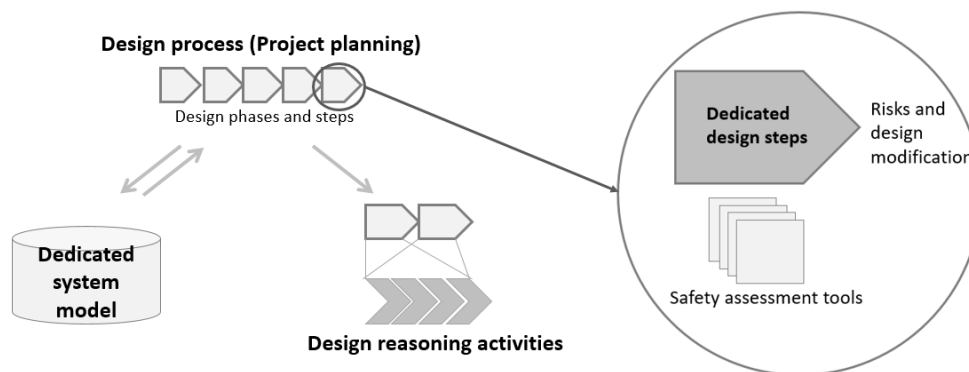 Design process (Project planning)
Design phases and steps
Dedicated
system
model
Design reasoning activities
Dedicated
design steps
Risks and
design
modification
Safety assessment tools